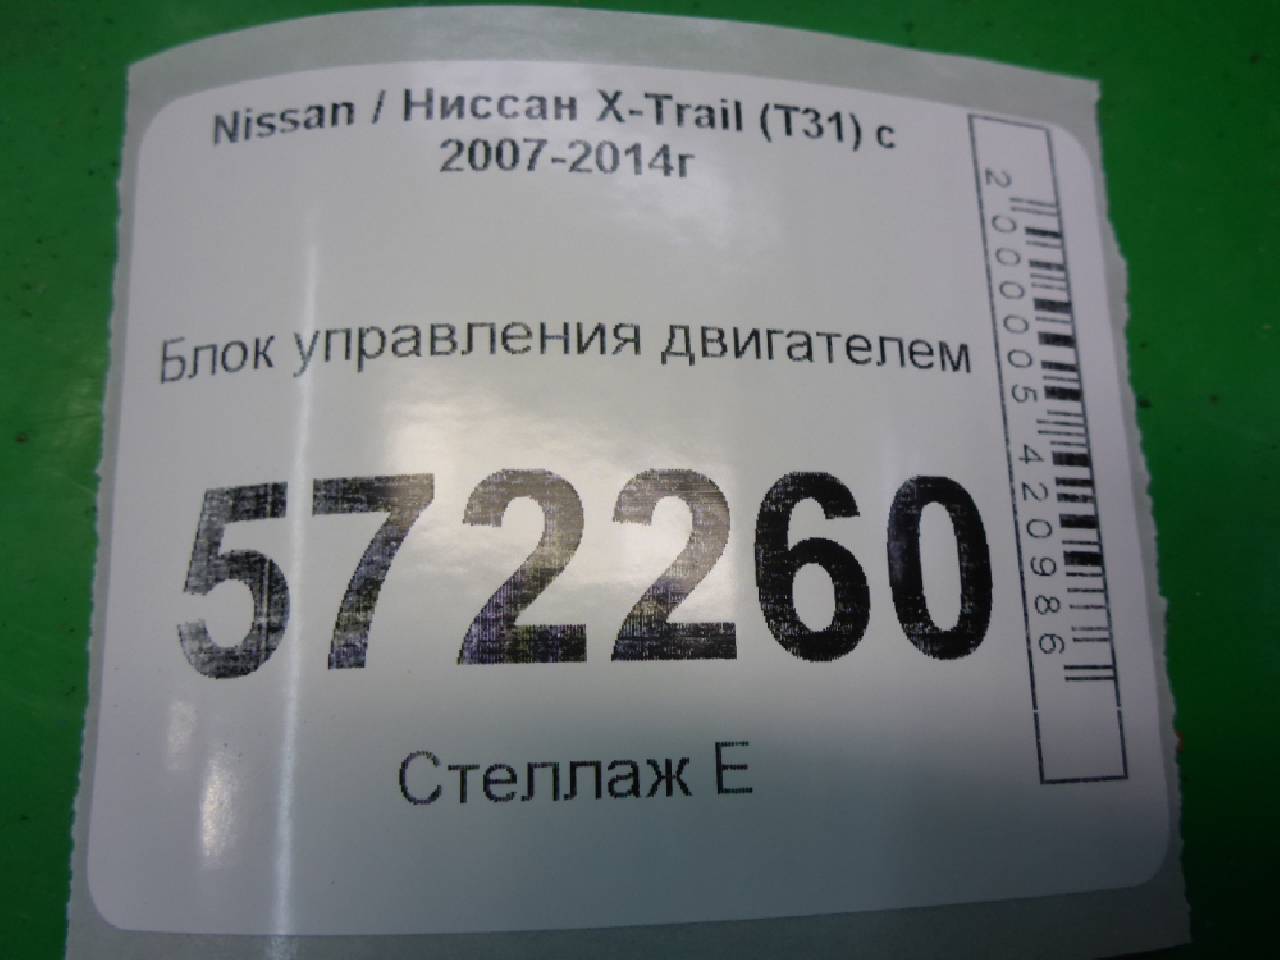 Nissan / Ниссан X-Trail (T31) с
2007-2014г
Блок управления двигателем
572260
Стеллаж Е
2000005420986